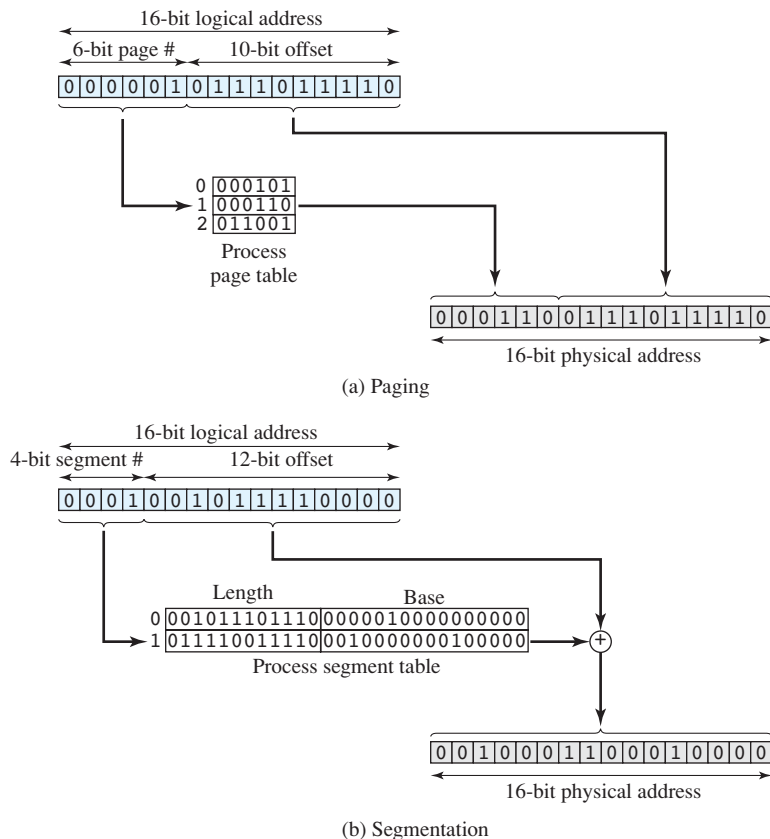 16-bit logical address
6-bit page # 10-bit offset
0 0 0 0 0 1 0 1 1 1 0 1 1 1 1 0
0 000101
1 000110
2 011001
Process
page table
0 0 0 1 1 0 0 1 1 1 0 1 1 1 1 0
16-bit physical address
(a) Paging
16-bit logical address
4-bit segment # 12-bit offset
0 0 0 1 0 0 1 0 1 1 1 1 0 0 0 0
Length Base
0 001011101110 0000010000000000
1 011110011110 0010000000100000
+
Process segment table
0 0 1 0 0 0 1 1 0 0 0 1 0 0 0 0
16-bit physical address
(b) Segmentation